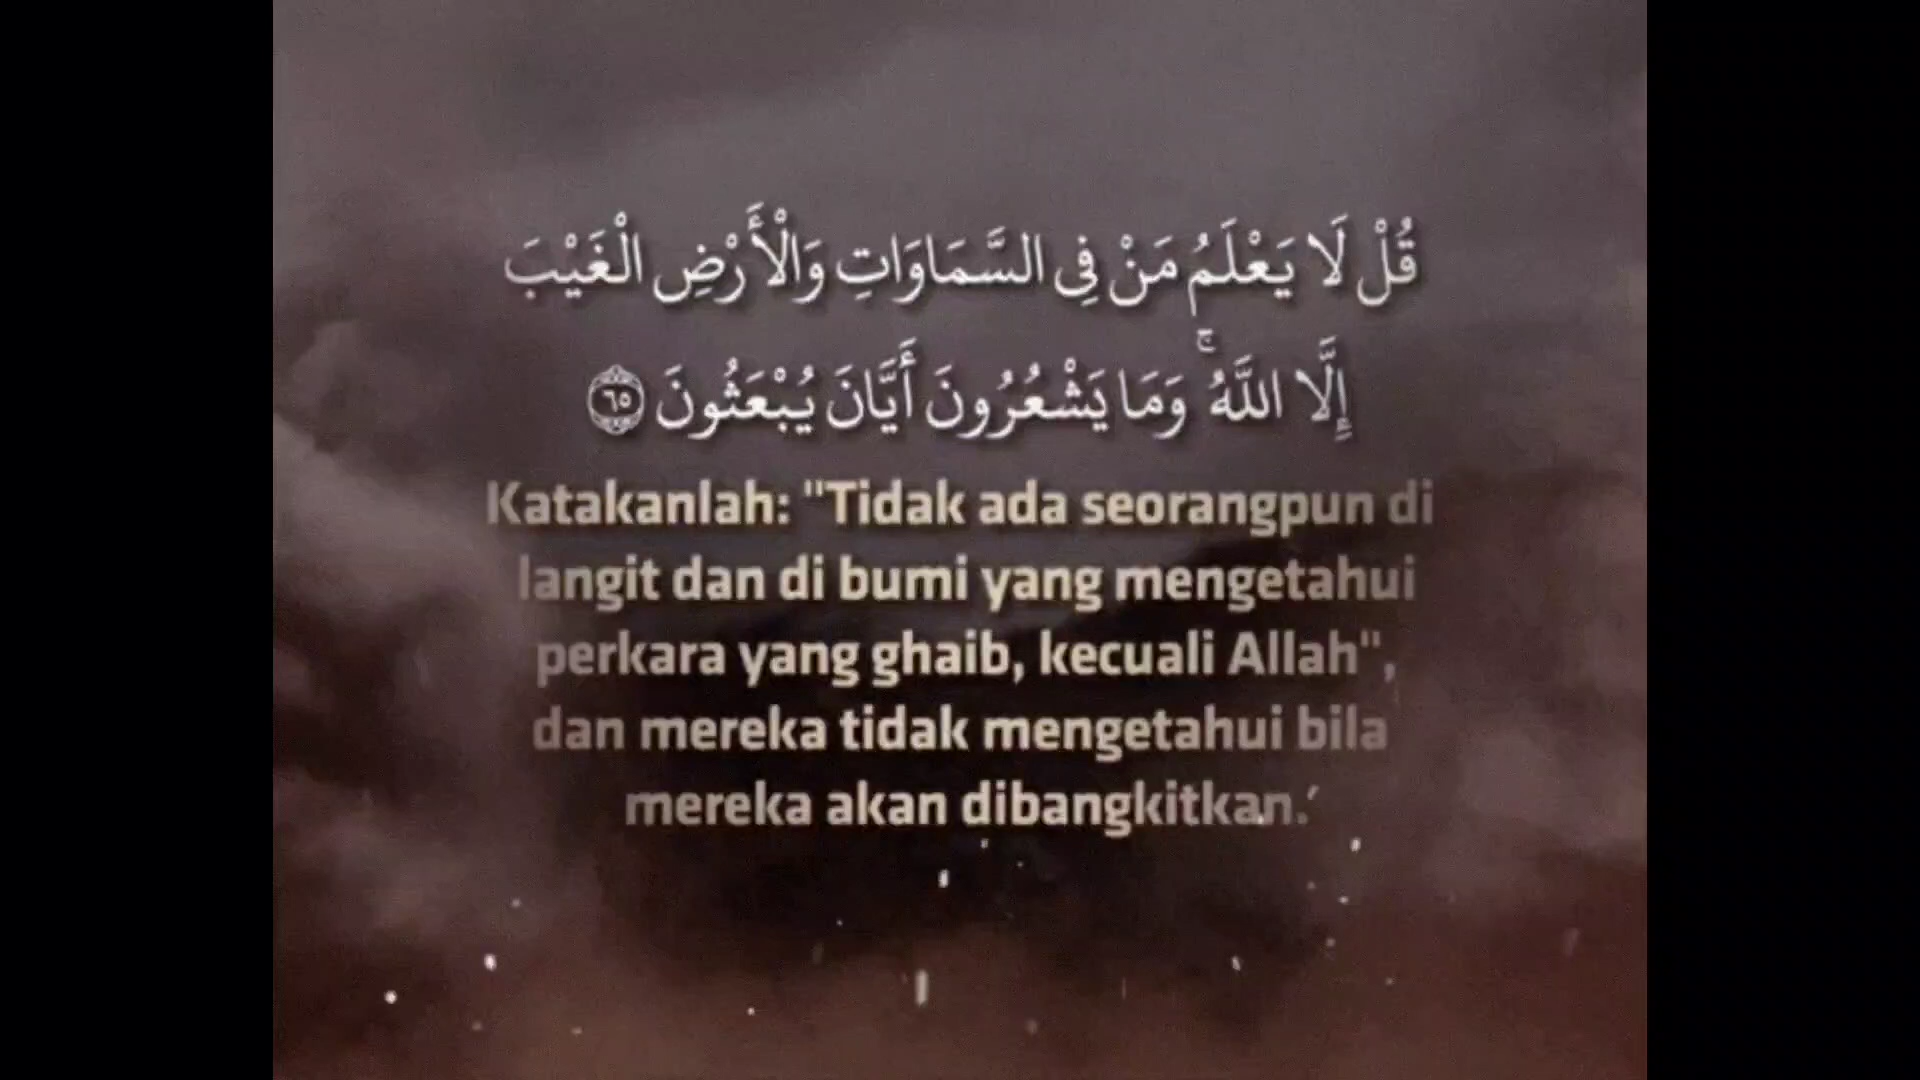 قُلْ لَا يَعْلَمُ مَنْ فِى السَّمَاوَاتِ وَالْأَرْضِ الْغَيْبَ
إِلَّا اللَّهُ ۚ وَمَا يَشْعُرُونَ أَيَّانَ يُبْعَثُونَ ٦٥
Katakanlah: "Tidak ada seorangpun di
langit dan di bumi yang mengetahui
perkara yang ghaib, kecuali Allah",
dan mereka tidak mengetahui bila
mereka akan dibangkitkan.′